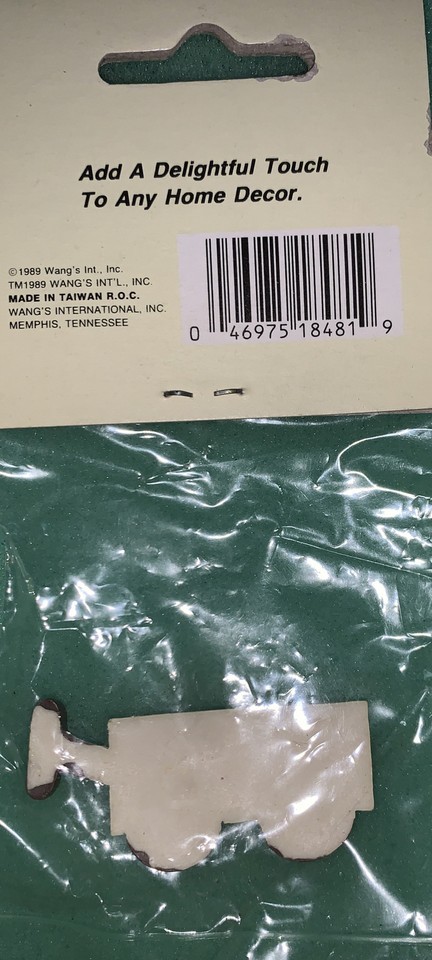 Add A Delightful Touch
To Any Home Decor.
©1989 Wang's Int., Inc.
TM1989 WANG'S INT'L., INC.
MADE IN TAIWAN R.O.C.
WANG'S INTERNATIONAL, INC.
MEMPHIS, TENNESSEE
0 46975 18481 9